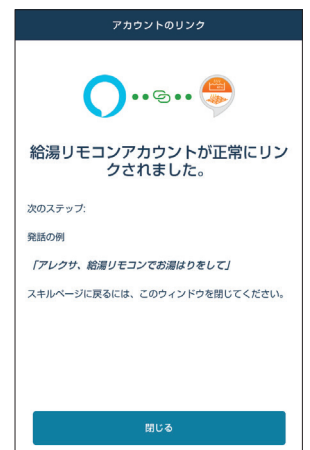 アカウントのリンク
給湯リモコンアカウントが正常にリン
クされました。
次のステップ:
発話の例
「アレクサ、給湯リモコンでお湯はりをして」
スキルページに戻るには、このウィンドウを閉じてください。
閉じる